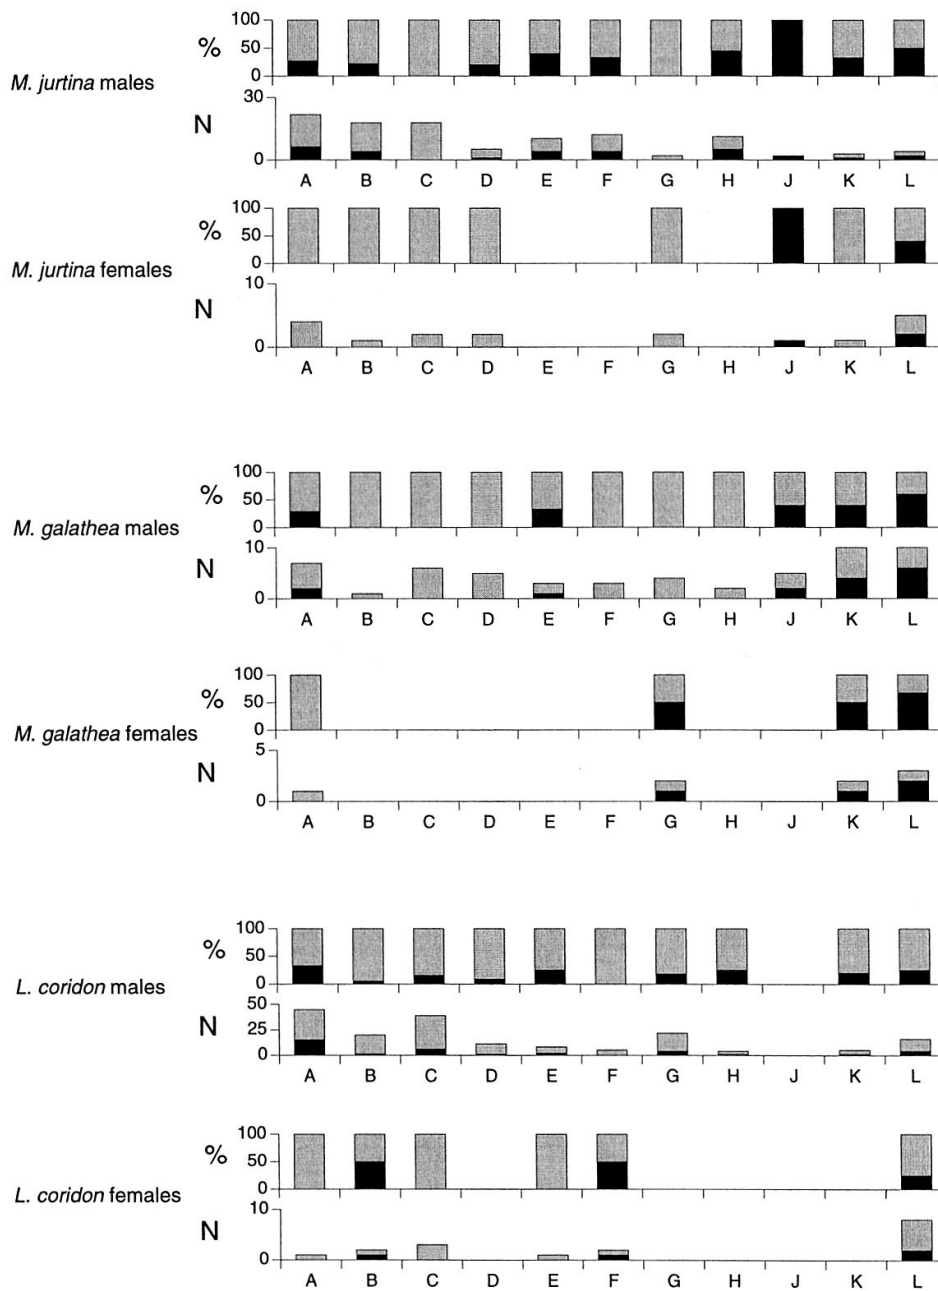 100
%
50
0
M. jurtina males
30
N
0
A B C D E F G H J K L
100
%
50
0
M. jurtina females
10
N
0
A B C D E F G H J K L
100
%
50
0
M. galathea males
10
N
0
A B C D E F G H J K L
100
%
50
0
M. galathea females
5
N
0
A B C D E F G H J K L
100
%
50
0
L. coridon males
50
N
25
0
A B C D E F G H J K L
100
%
50
0
L. coridon females
10
N
0
A B C D E F G H J K L